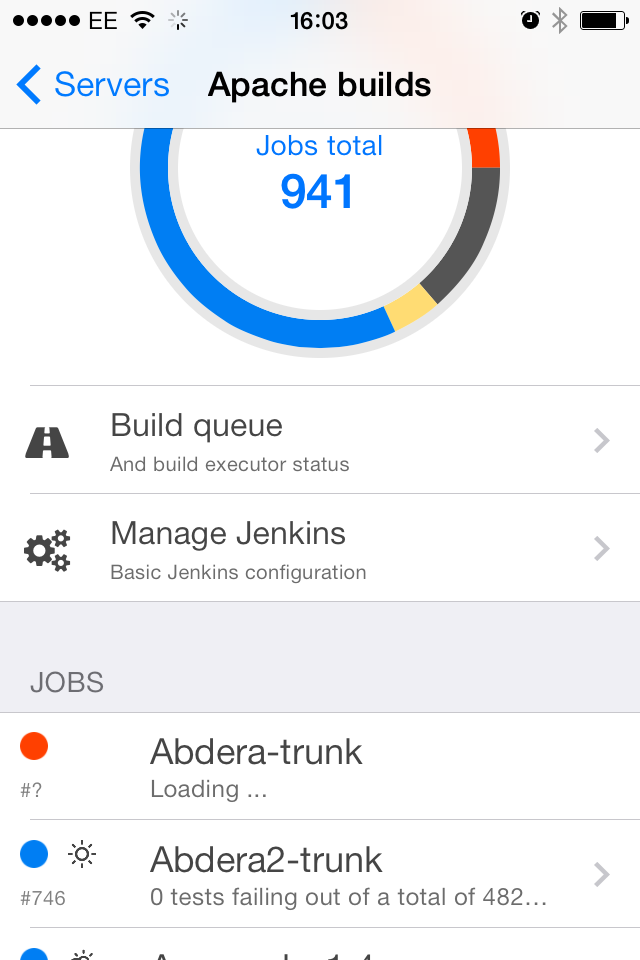 EE 16:03
Servers Apache builds
Jobs total
941
Build queue
And build executor status
Manage Jenkins
Basic Jenkins configuration
JOBS
Abdera-trunk
#? Loading ...
Abdera2-trunk
#746 0 tests failing out of a total of 482...